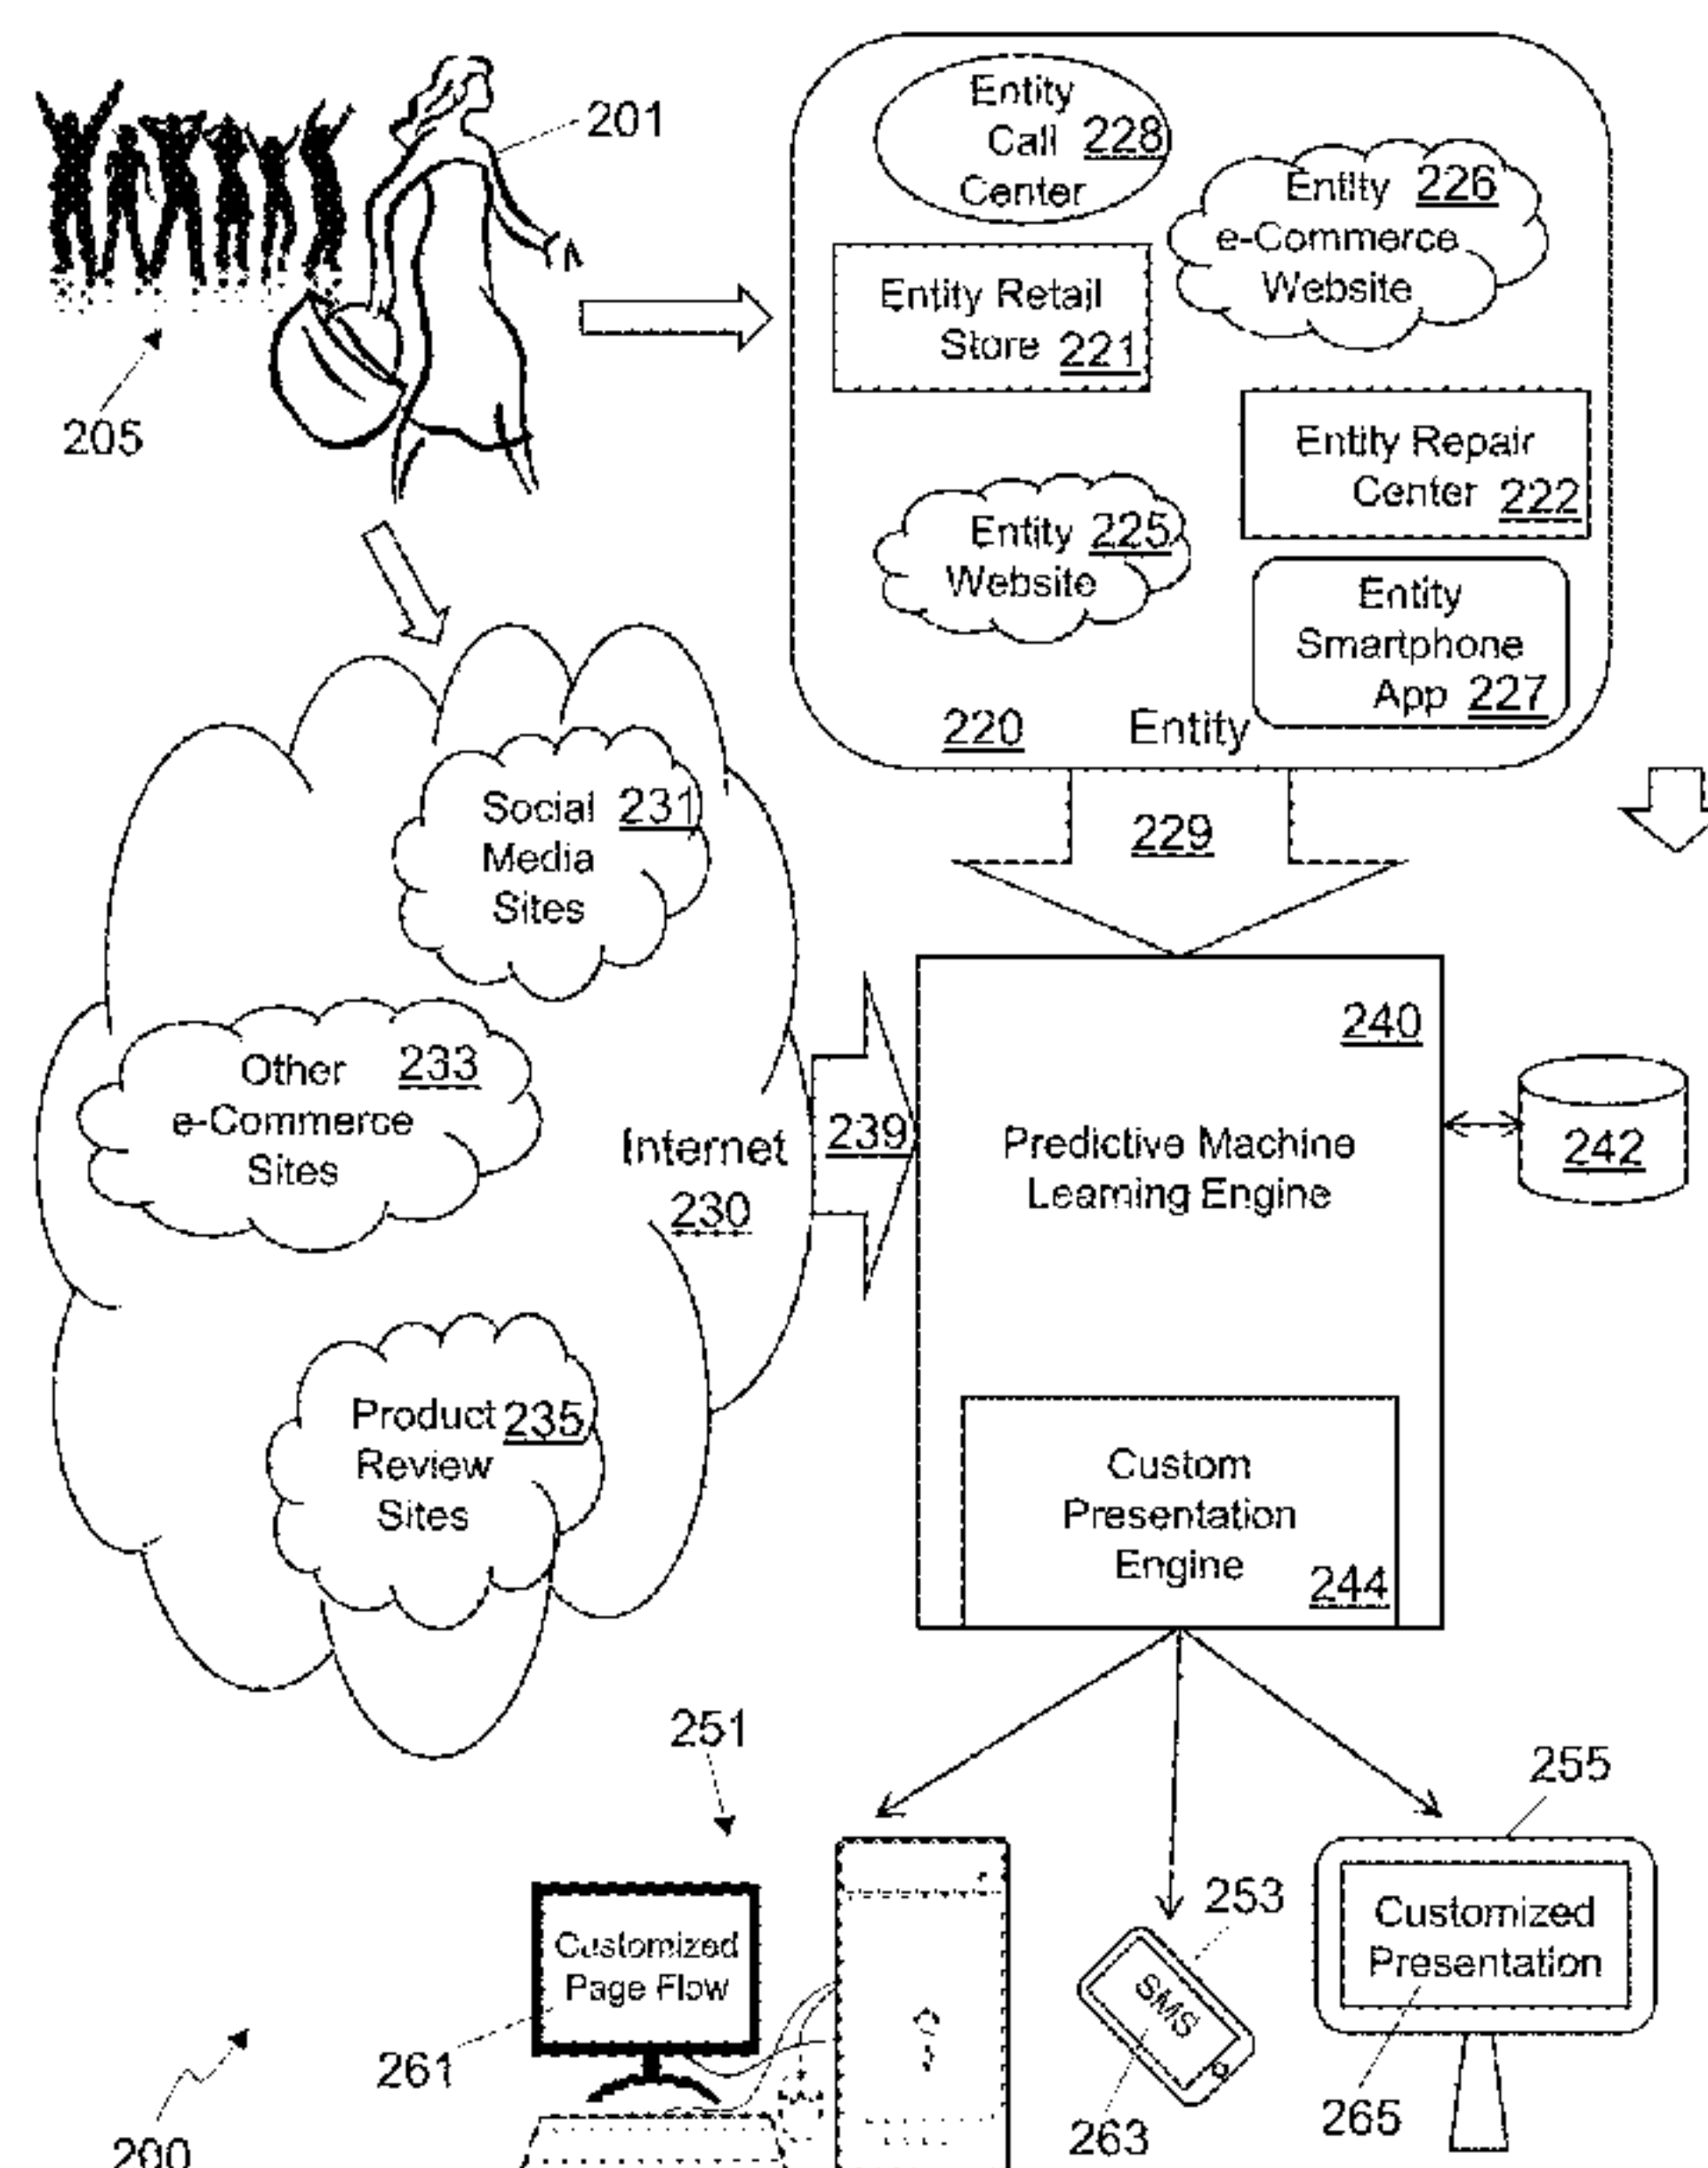 201
205
Entity
Call 228
Center
Entity 226
e-Commerce
Website
Entity Retail
Store 221
Entity Repair
Center 222
Entity 225
Website
Entity
Smartphone
App 227
220 Entity
229
Social 231
Media
Sites
Other 233
e-Commerce
Sites
Internet
230
239
Product 235
Review
Sites
240
Predictive Machine
Learning Engine
242
Custom
Presentation
Engine
244
251
Customized
Page Flow
261
253
SMS
263
255
Customized
Presentation
265
200